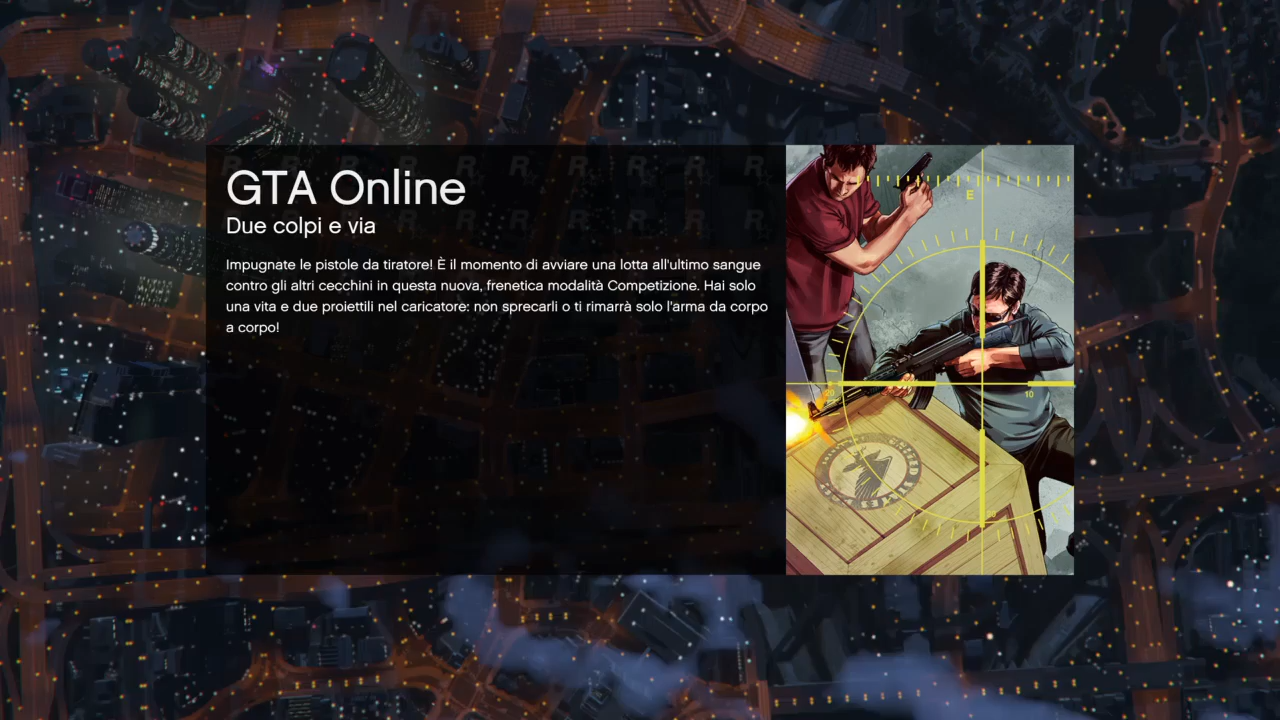 GTA Online
Due colpi e via
Impugnate le pistole da tiratore! È il momento di avviare una lotta all'ultimo sangue
contro gli altri cecchini in questa nuova, frenetica modalità Competizione. Hai solo
una vita e due proiettili nel caricatore: non sprecarli o ti rimarrà solo l'arma da corpo
a corpo!
E
10